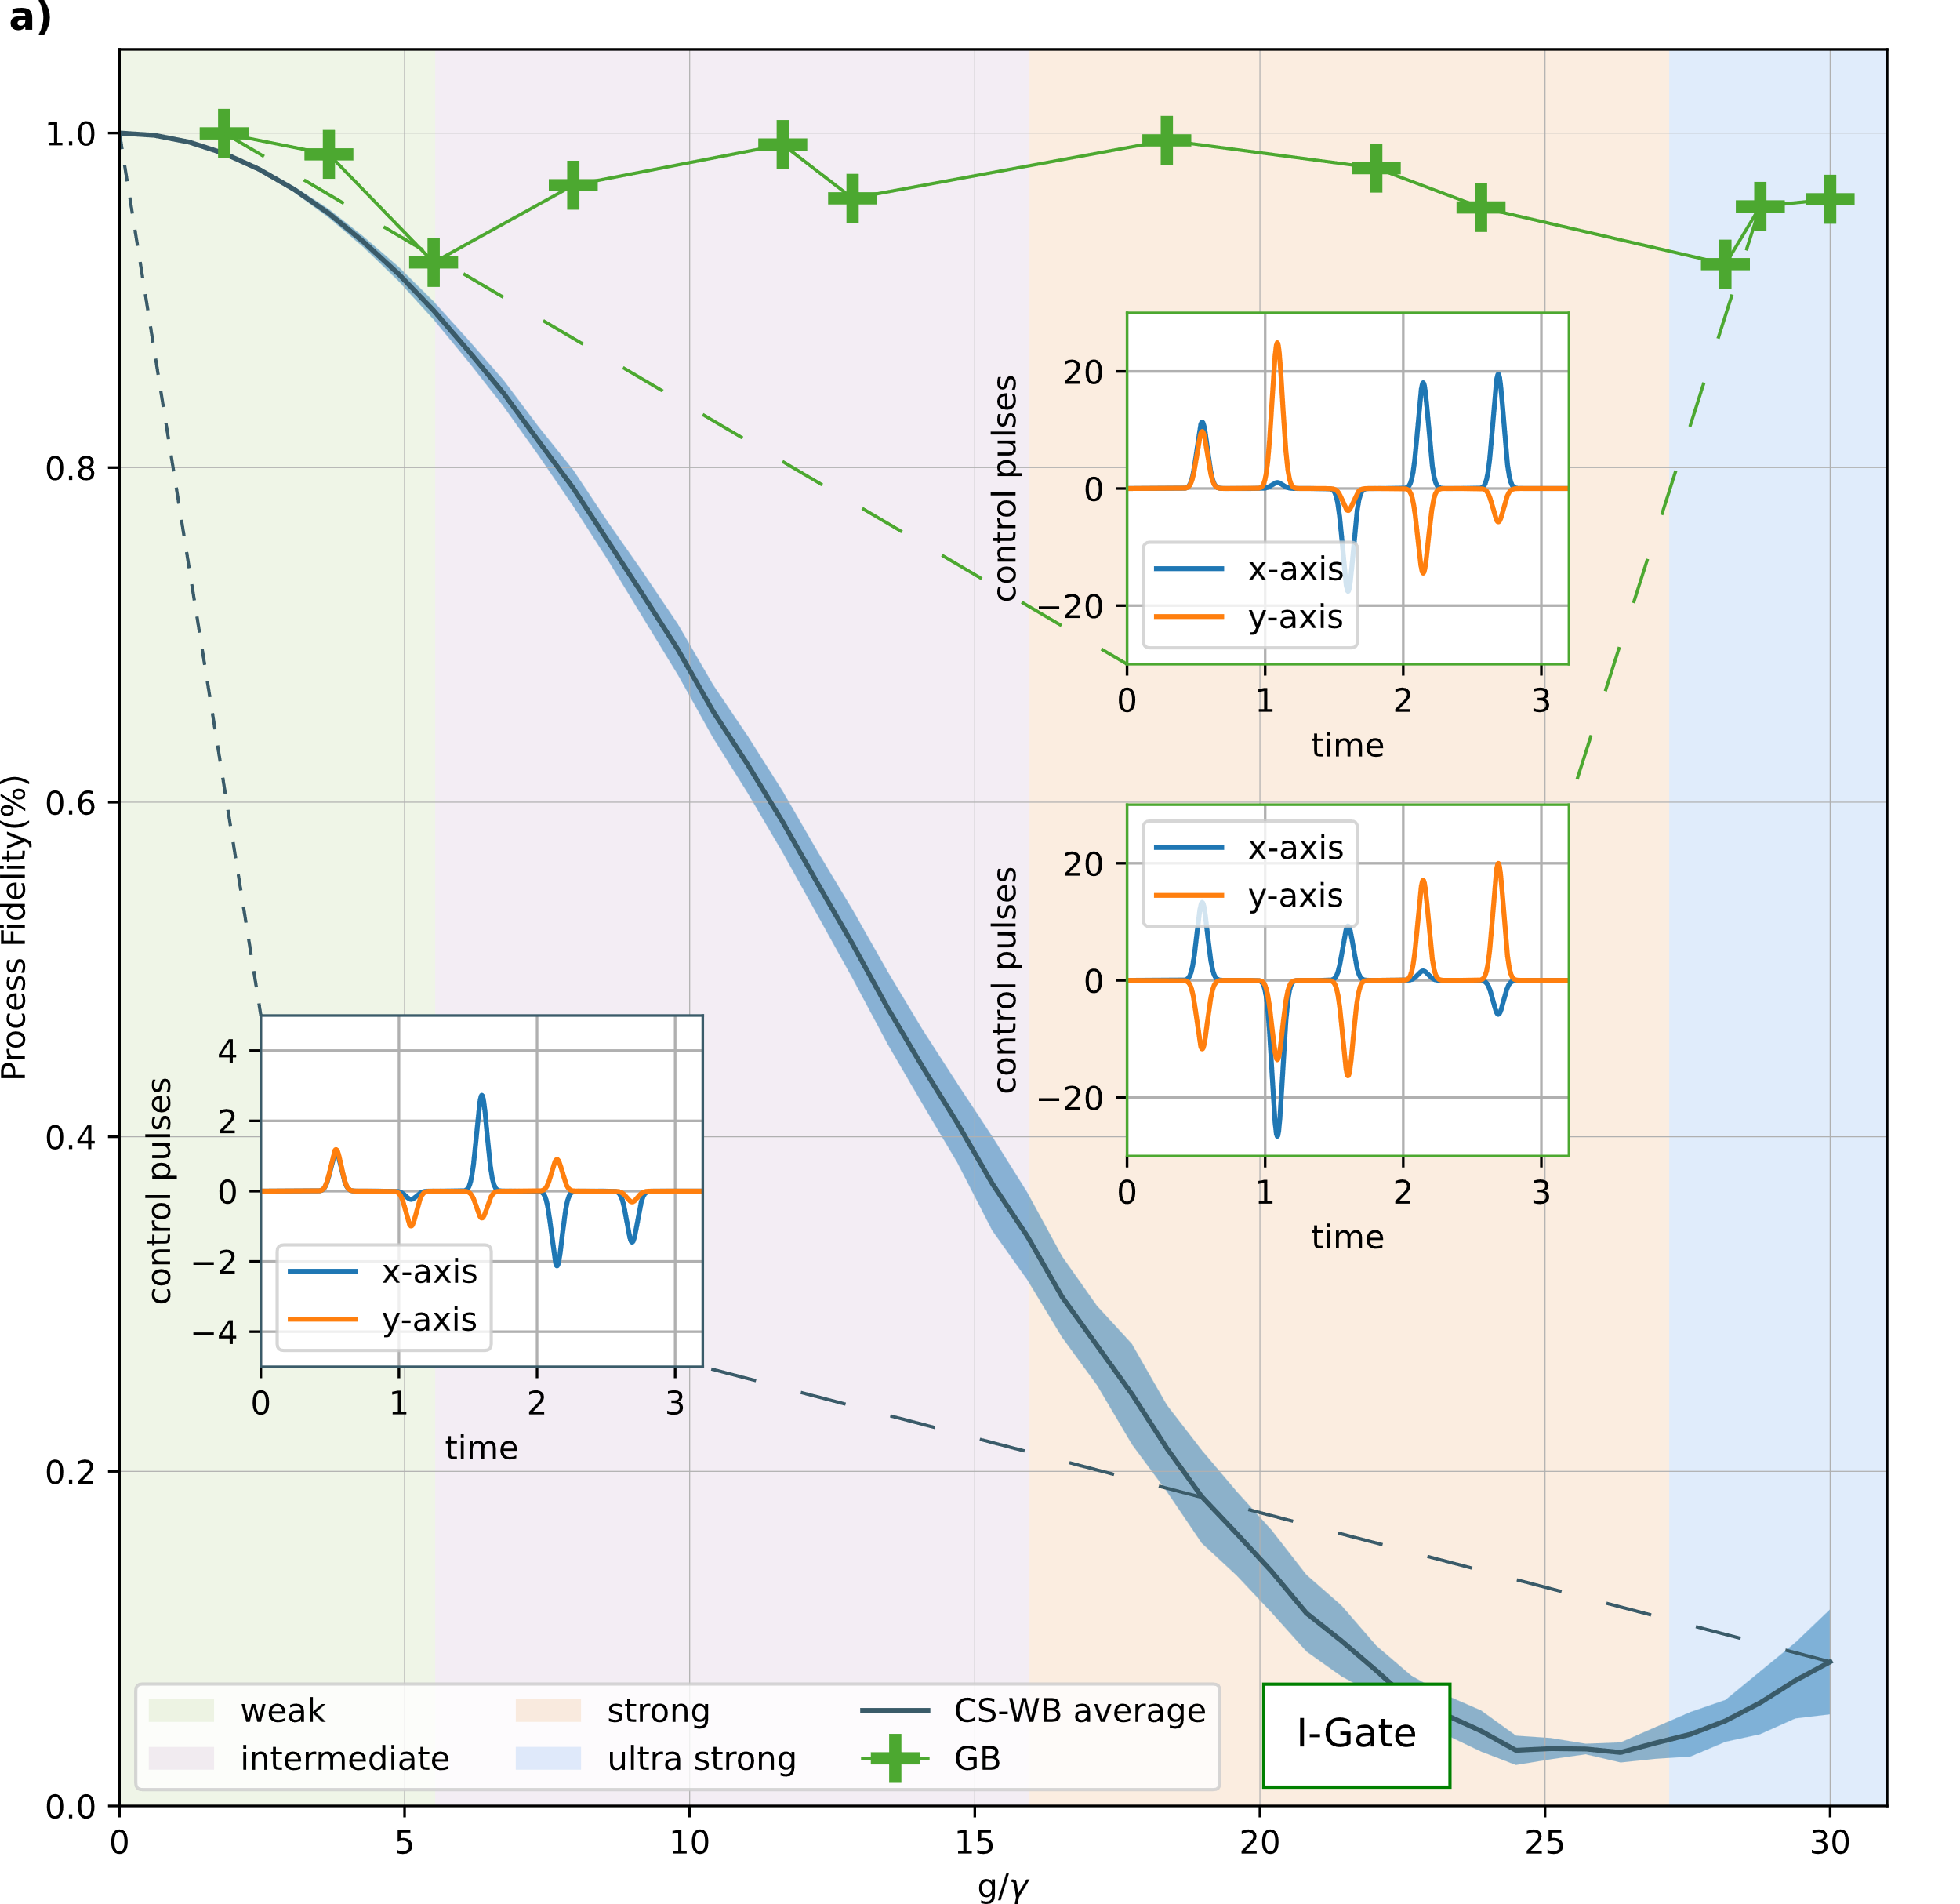 a)
1.0
0.8
0.6
0.4
0.2
0.0
Process Fidelity(%)
control pulses
20
0
−20
x-axis
y-axis
0 1 2 3
time
control pulses
20
0
−20
x-axis
y-axis
0 1 2 3
time
control pulses
4
2
0
−2
−4
x-axis
y-axis
0 1 2 3
time
weak strong CS-WB average
intermediate ultra strong GB
I-Gate
0 5 10 15 20 25 30
g/γ